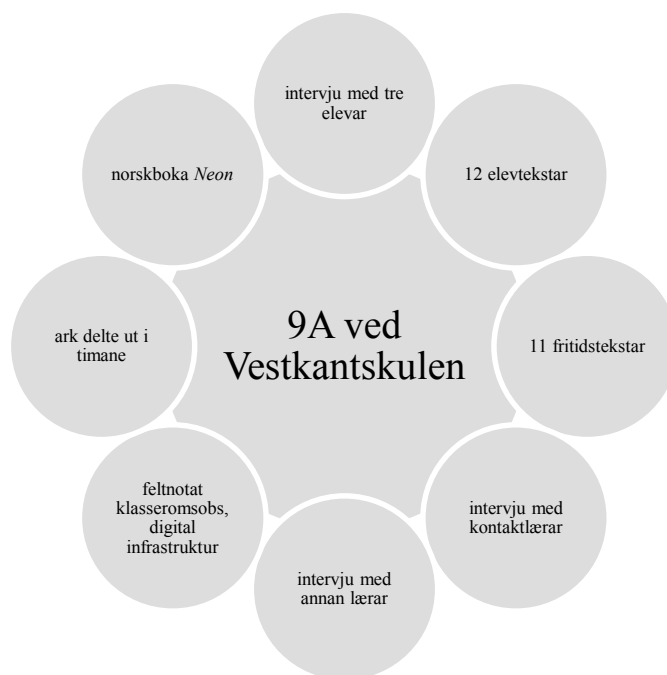 intervju med tre
elevar
12 elevtekstar
11 fritidstekstar
intervju med
kontaktlærar
intervju med
annan lærar
feltnotat
klasseromsobs,
digital
infrastruktur
ark delte ut i
timane
norskboka Neon
9A ved
Vestkantskulen